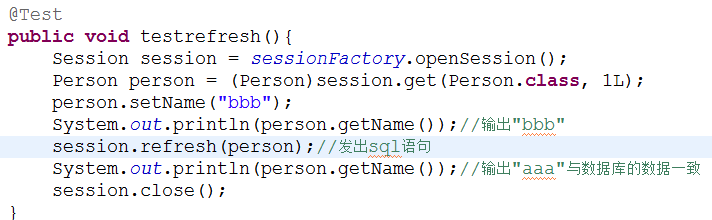 @Test
public void testrefresh(){
Session session = sessionFactory.openSession();
Person person = (Person)session.get(Person.class, 1L);
person.setName("bbb");
System.out.println(person.getName());//输出"bbb"
session.refresh(person);//发出sql语句
System.out.println(person.getName());//输出"aaa"与数据库的数据一致
session.close();
}